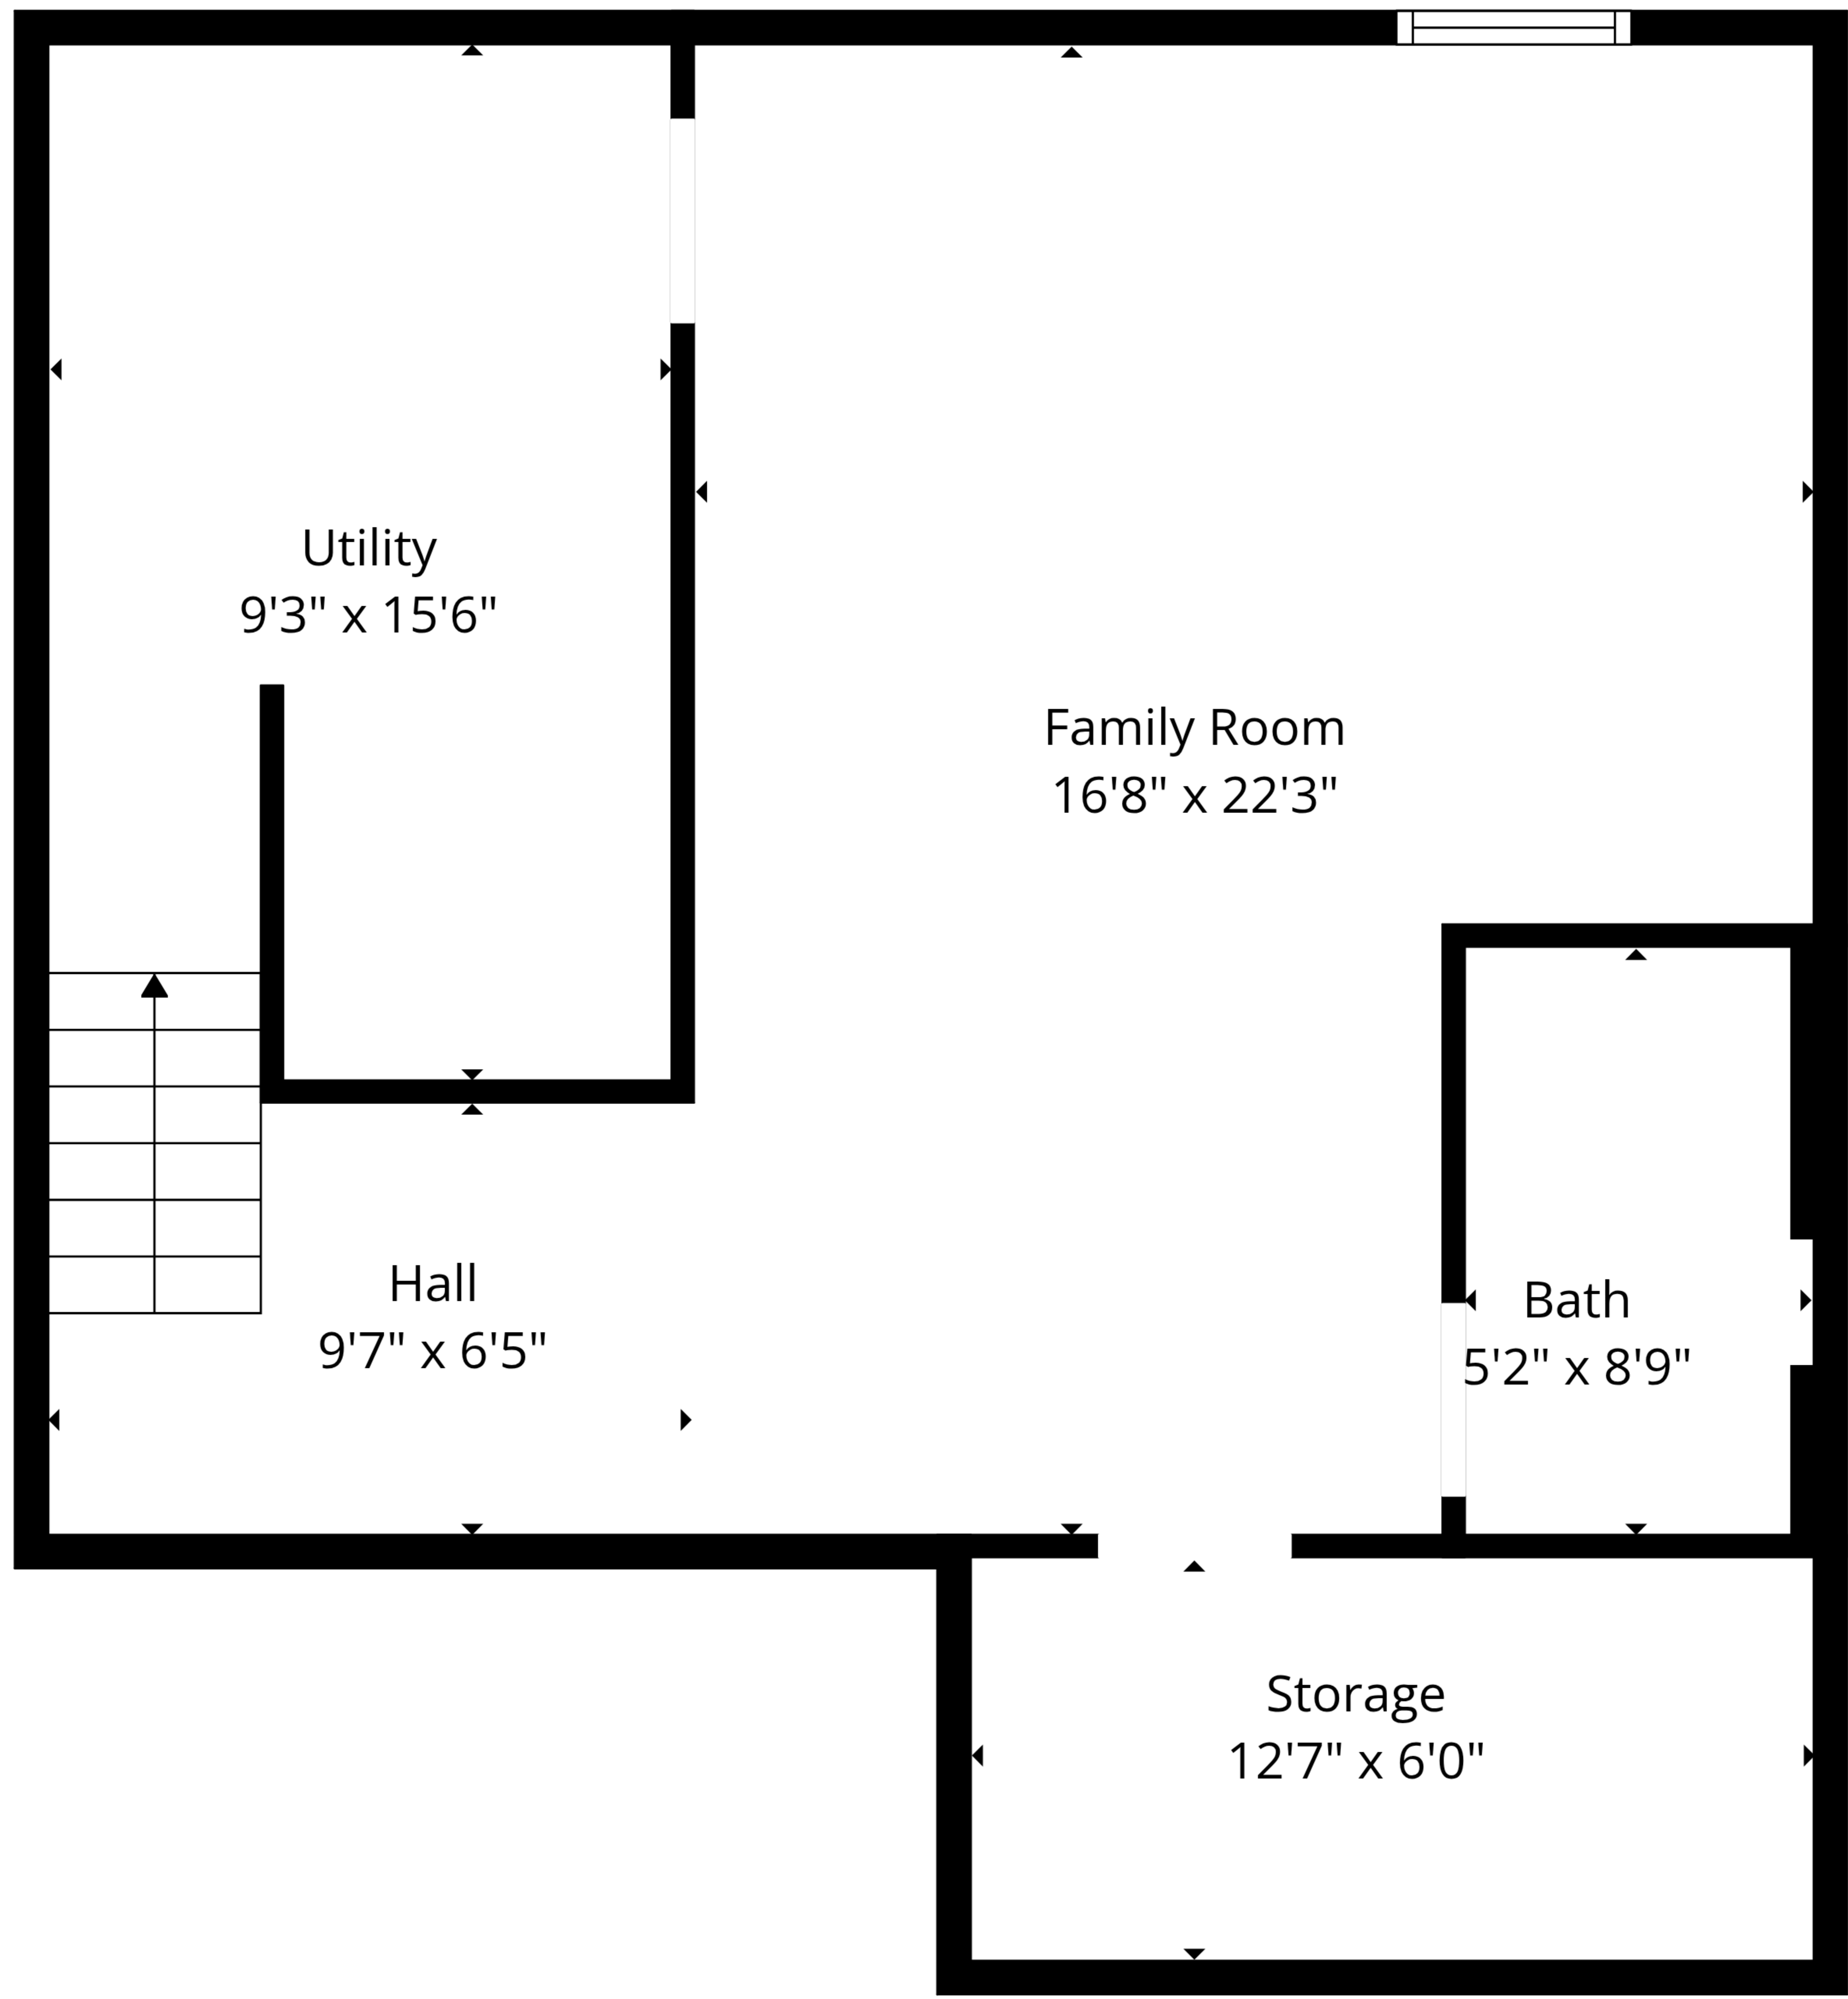 Utility
9'3" x 15'6"
Family Room
16'8" x 22'3"
Hall
9'7" x 6'5"
Bath
5'2" x 8'9"
Storage
12'7" x 6'0"